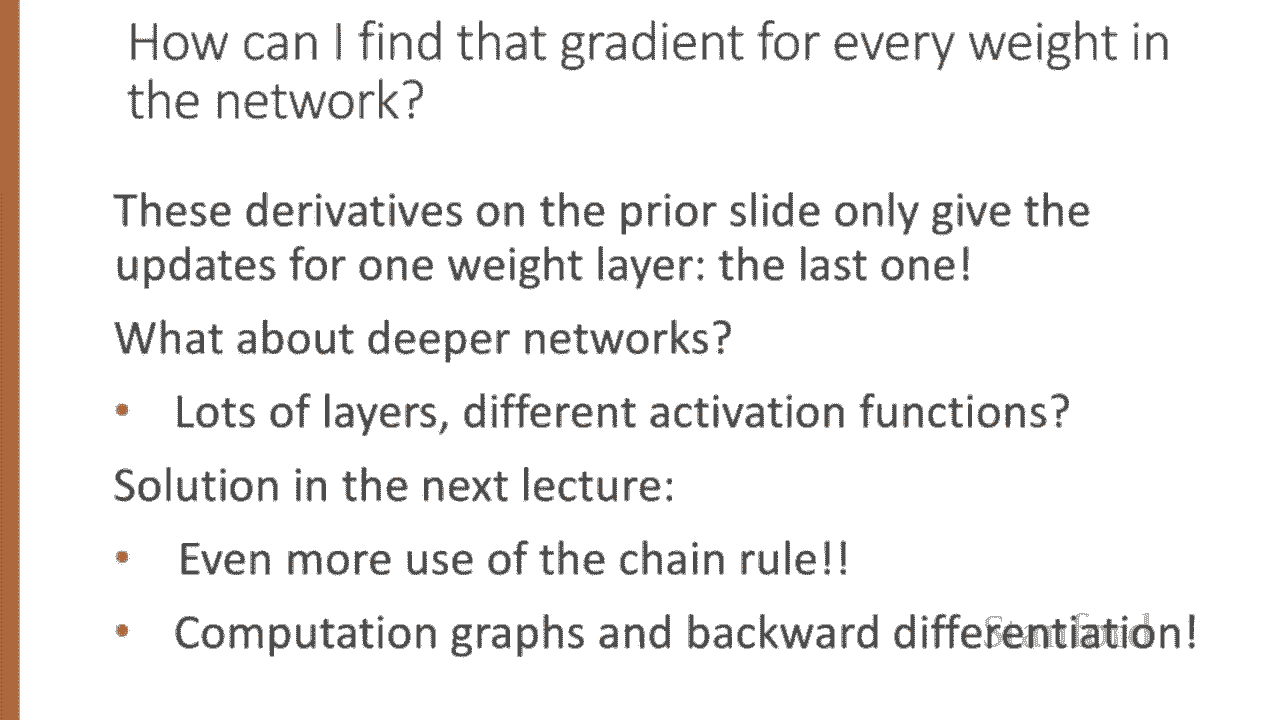 How can I find that gradient for every weight in
the network?
These derivatives on the prior slide only give the
updates for one weight layer: the last one!
What about deeper networks?
• Lots of layers, different activation functions?
Solution in the next lecture:
• Even more use of the chain rule!!
• Computation graphs and backward differentiation!
Stanford